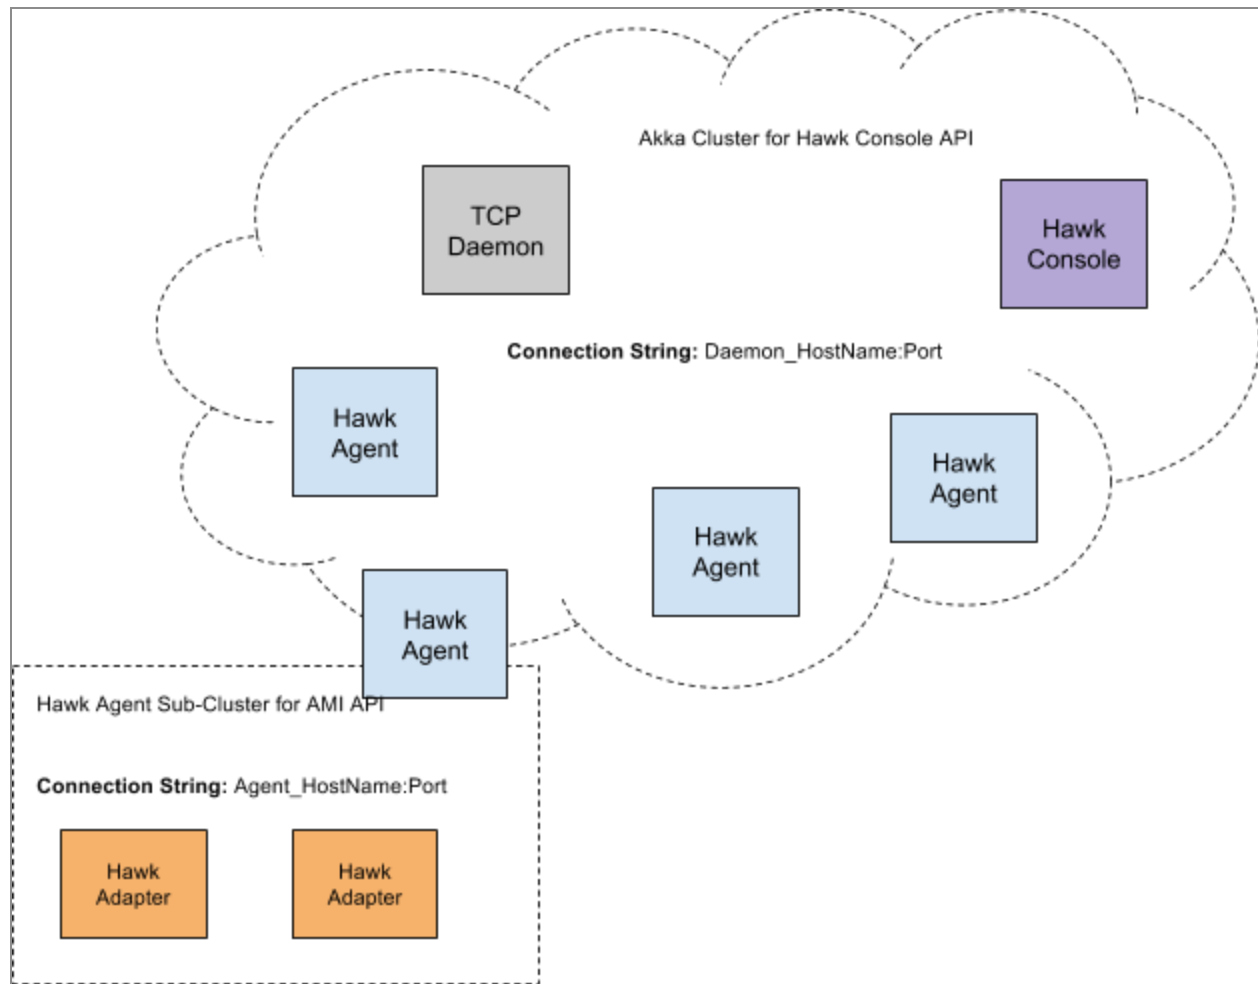 Akka Cluster for Hawk Console API
TCP
Daemon
Hawk
Console
Connection String: Daemon_HostName:Port
Hawk
Agent
Hawk
Agent
Hawk
Agent
Hawk
Agent
Hawk Agent Sub-Cluster for AMI API
Connection String: Agent_HostName:Port
Hawk
Adapter
Hawk
Adapter